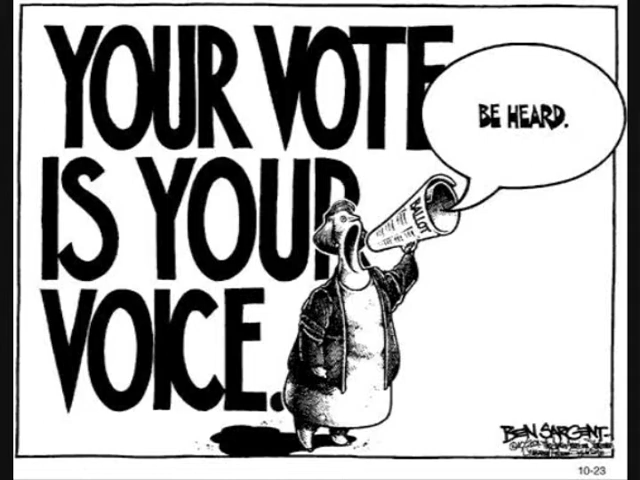 YOUR VOTE
IS YOUR
VOICE.
BE HEARD.
BALLOT
BEN SARGENT
10-23